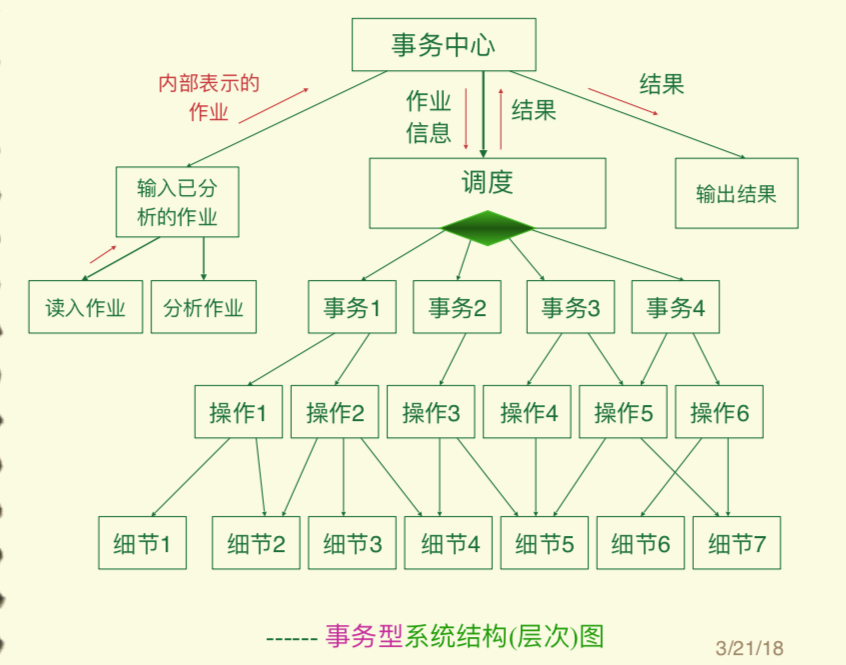 事务中心
内部表示的
作业
作业
信息
结果
结果
输入已分
析的作业
调度
输出结果
读入作业
分析作业
事务1
事务2
事务3
事务4
操作1
操作2
操作3
操作4
操作5
操作6
细节1
细节2
细节3
细节4
细节5
细节6
细节7
------ 事务型系统结构(层次)图
3/21/18